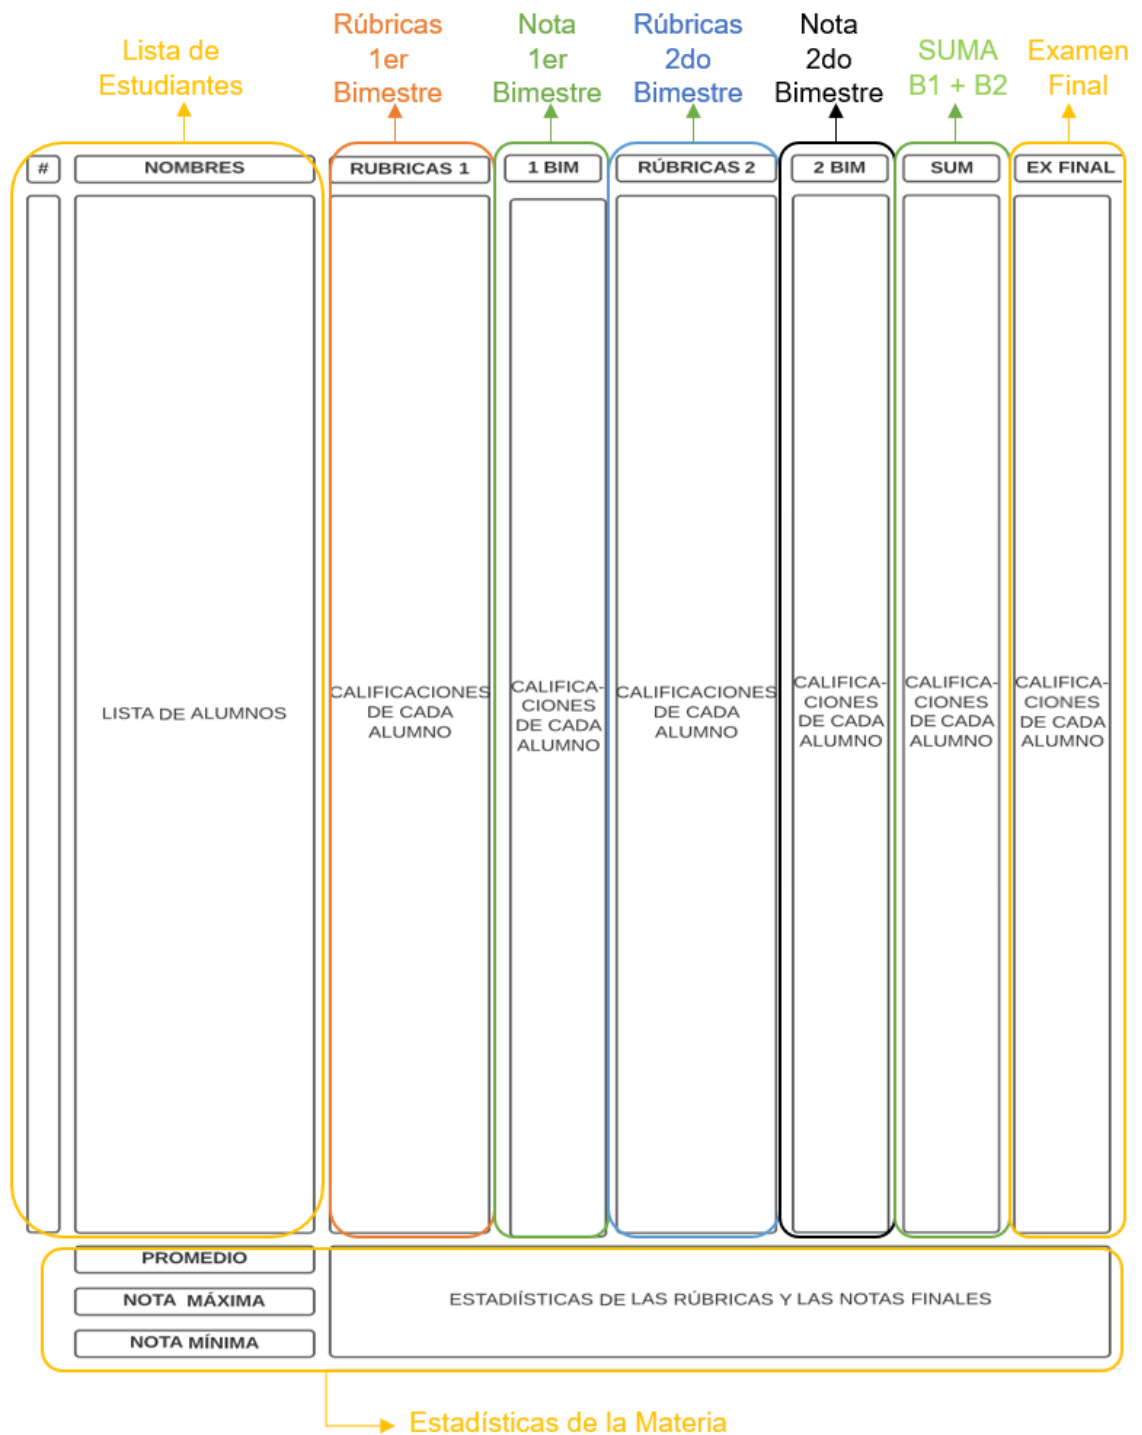 Lista de
Estudiantes
Rúbricas
1er
Bimestre
Nota
1er
Bimestre
Rúbricas
2do
Bimestre
Nota
2do
Bimestre
SUMA
B1 + B2
Examen
Final
#
NOMBRES
RUBRICAS 1
1 BIM
RÚBRICAS 2
2 BIM
SUM
EX FINAL
LISTA DE ALUMNOS
CALIFICACIONES
DE CADA
ALUMNO
CALIFICA-
CIONES
DE CADA
ALUMNO
CALIFICACIONES
DE CADA
ALUMNO
CALIFICA-
CIONES
DE CADA
ALUMNO
CALIFICA-
CIONES
DE CADA
ALUMNO
CALIFICA-
CIONES
DE CADA
ALUMNO
PROMEDIO
NOTA MÁXIMA
NOTA MÍNIMA
ESTADIÍSTICAS DE LAS RÚBRICAS Y LAS NOTAS FINALES
Estadísticas de la Materia